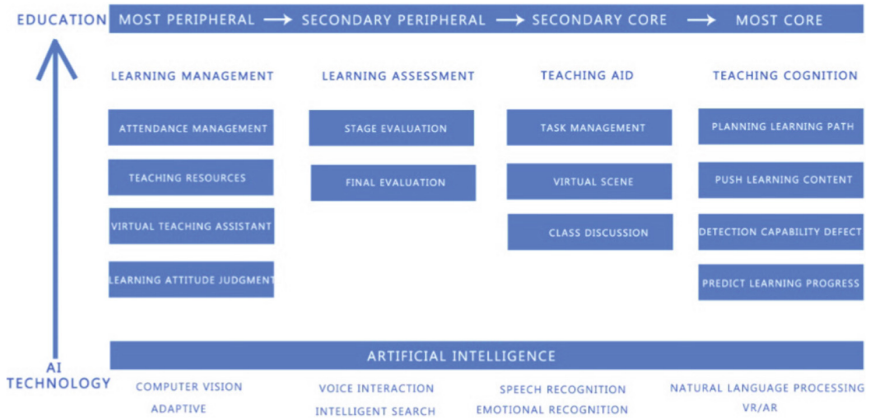 EDUCATION MOST PERIPHERAL → SECONDARY PERIPHERAL → SECONDARY CORE → MOST CORE
LEARNING MANAGEMENT LEARNING ASSESSMENT TEACHING AID TEACHING COGNITION
ATTENDANCE MANAGEMENT STAGE EVALUATION TASK MANAGEMENT PLANNING LEARNING PATH
TEACHING RESOURCES FINAL EVALUATION VIRTUAL SCENE PUSH LEARNING CONTENT
VIRTUAL TEACHING ASSISTANT CLASS DISCUSSION DETECTION CAPABILITY DEFECT
LEARNING ATTITUDE JUDGMENT PREDICT LEARNING PROGRESS
ARTIFICIAL INTELLIGENCE
AI
TECHNOLOGY COMPUTER VISION VOICE INTERACTION SPEECH RECOGNITION NATURAL LANGUAGE PROCESSING
ADAPTIVE INTELLIGENT SEARCH EMOTIONAL RECOGNITION VR/AR